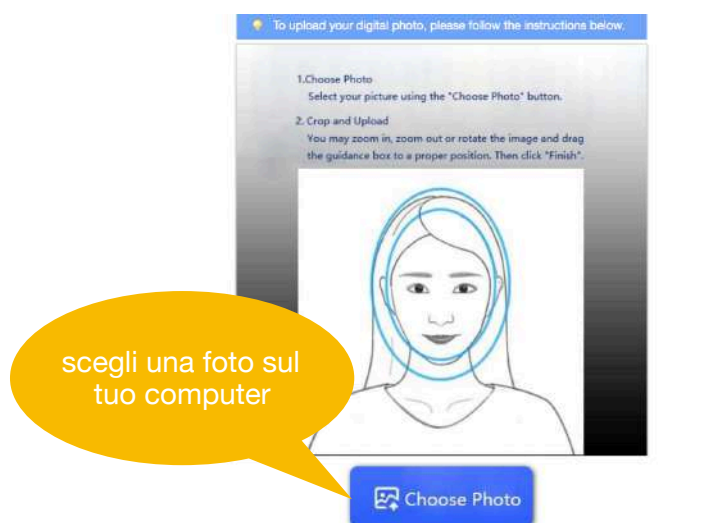 To upload your digital photo, please follow the instructions below.
1.Choose Photo
Select your picture using the "Choose Photo" button.
2. Crop and Upload
You may zoom in, zoom out or rotate the image and drag
the guidance box to a proper position. Then click "Finish".
scegli una foto sul
tuo computer
Choose Photo